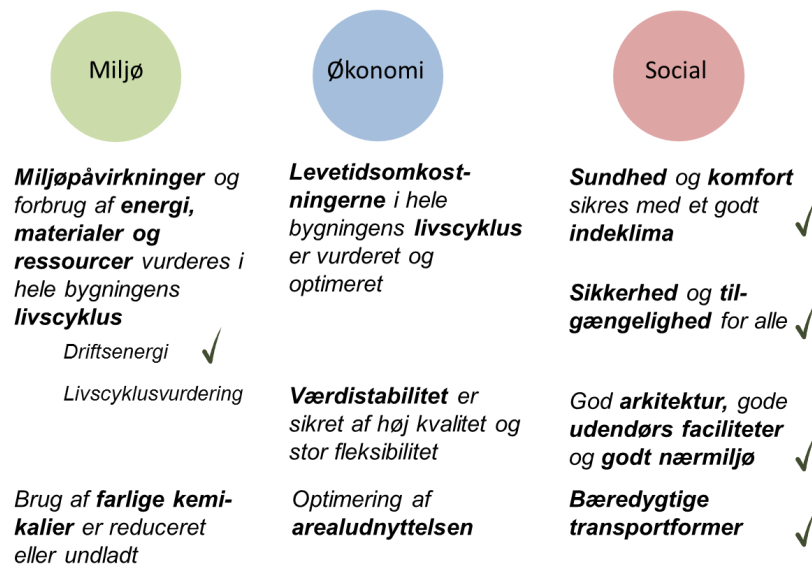 Miljø
Miljøpåvirkninger og
forbrug af energi,
materialer og
ressourcer vurderes i
hele bygningens
livscyklus
Driftsenergi
Livscyklusvurdering
Brug af farlige kemi-
kalier er reduceret
eller undladt
Økonomi
Levetidsomkost-
ningerne i hele
bygningens livscyklus
er vurderet og
optimeret
Værdistabilitet er
sikret af høj kvalitet og
stor fleksibilitet
Optimering af
arealudnyttelsen
Social
Sundhed og komfort
sikres med et godt
indeklima
Sikkerhed og til-
gængelighed for alle
God arkitektur, gode
udendørs faciliteter
og godt nærmiljø
Bæredygtige
transportformer